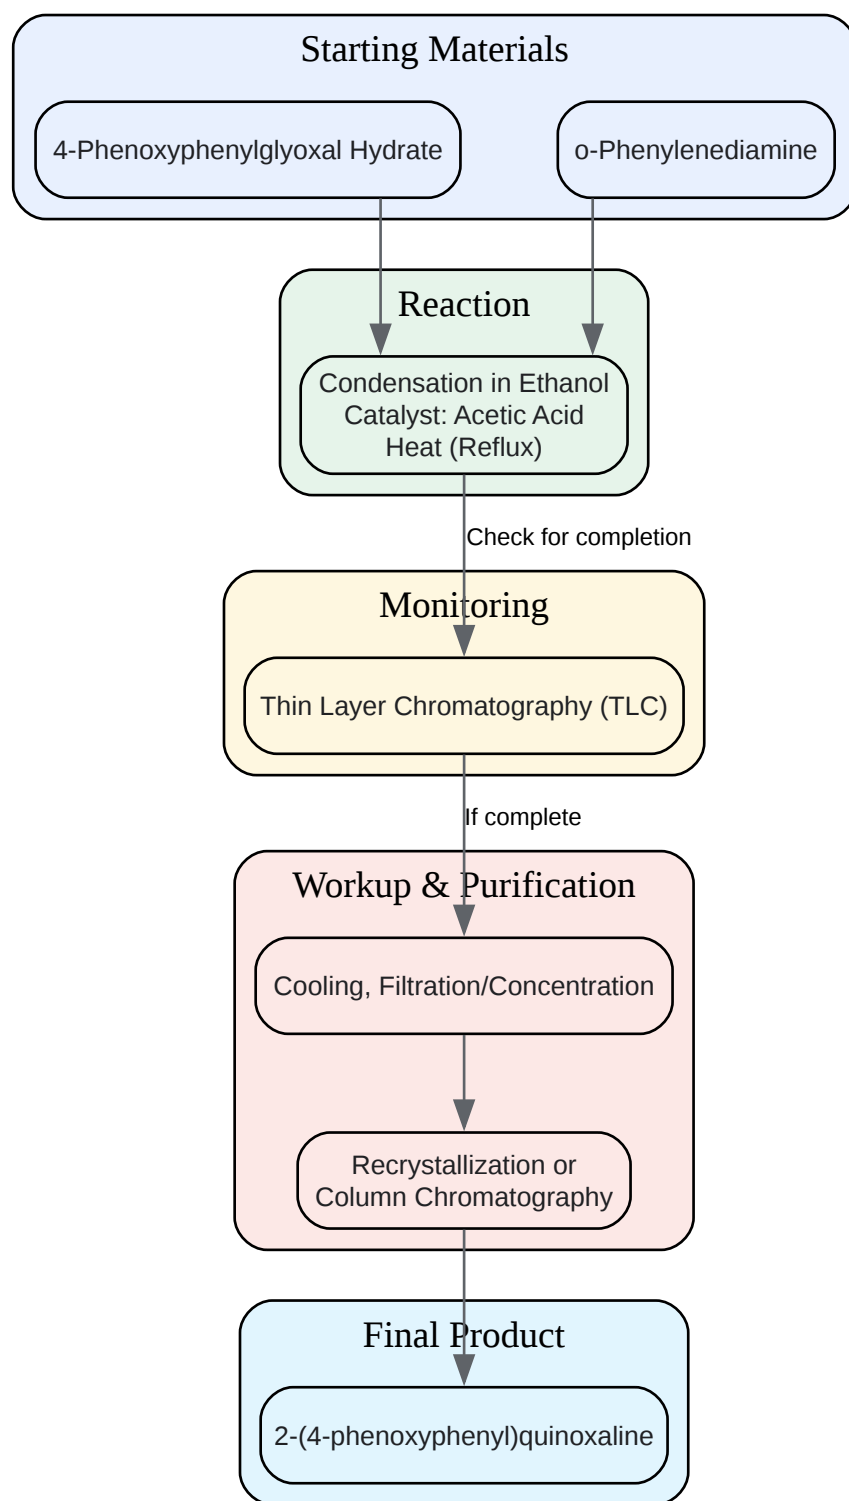 Starting Materials
4-Phenoxyphenylglyoxal Hydrate
o-Phenylenediamine
Reaction
Condensation in Ethanol
Catalyst: Acetic Acid
Heat (Reflux)
Check for completion
Monitoring
Thin Layer Chromatography (TLC)
If complete
Workup & Purification
Cooling, Filtration/Concentration
Recrystallization or
Column Chromatography
Final Product
2-(4-phenoxyphenyl)quinoxaline